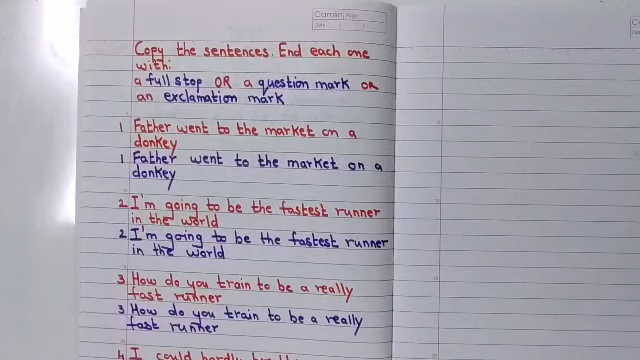 Camlin Page
Date
Copy the sentences. End each one
with:
a full stop OR a question mark OR
an exclamation mark
1 Father went to the market on a
donkey
1 Father went to the market on a
donkey
2 I'm going to be the fastest runner
in the world
2 I'm going to be the fastest runner
in the world
3 How do you train to be a really
fast runner
3 How do you train to be a really
fast runner
4 I could hardly